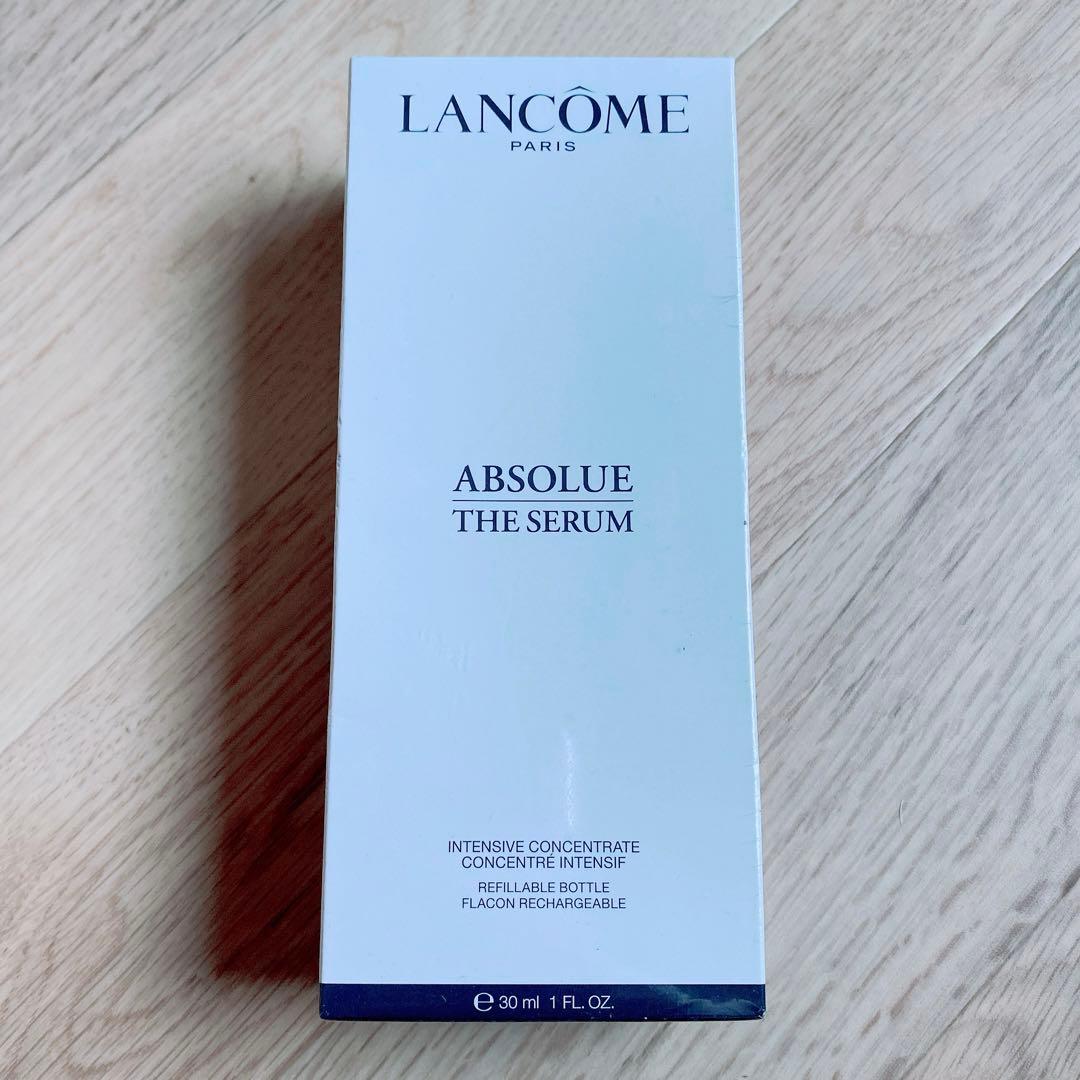 LANCÔME
PARIS
ABSOLUE
THE SERUM
INTENSIVE CONCENTRATE
CONCENTRÉ INTENSIF
REFILLABLE BOTTLE
FLACON RECHARGEABLE
℮ 30 ml 1 FL. OZ.